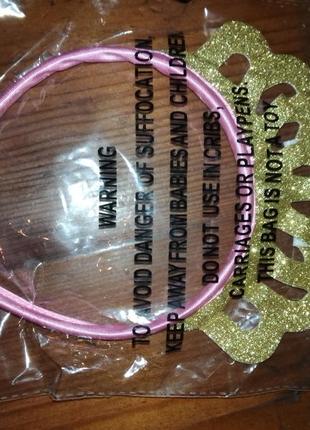 WARNING
TO AVOID DANGER OF SUFFOCATION,
KEEP AWAY FROM BABIES AND CHILDREN
DO NOT USE IN CRIBS,
CARRIAGES OR PLAYPENS.
THIS BAG IS NOT A TOY